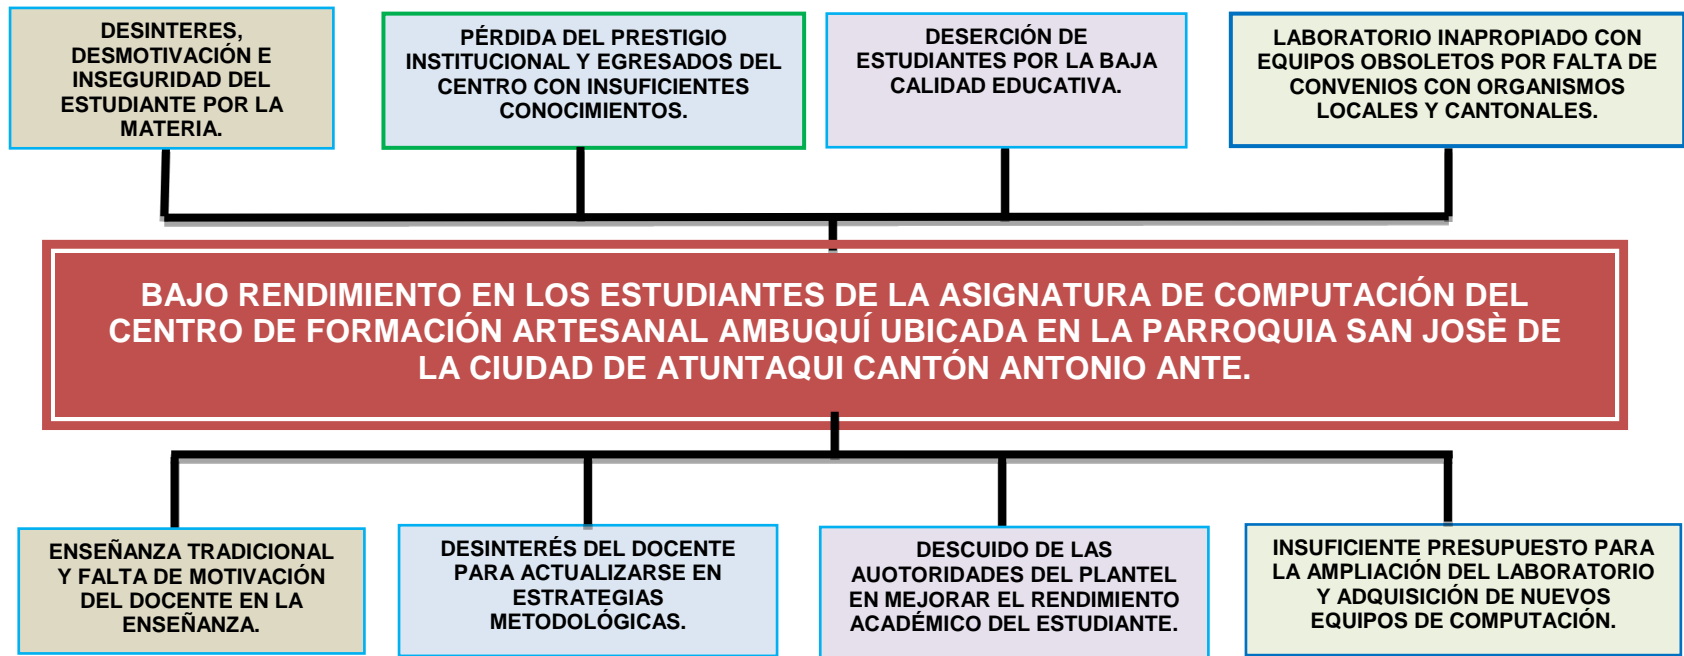 DESINTERES,
DESMOTIVACIÓN E
INSEGURIDAD DEL
ESTUDIANTE POR LA
MATERIA.
PÉRDIDA DEL PRESTIGIO
INSTITUCIONAL Y EGRESADOS DEL
CENTRO CON INSUFICIENTES
CONOCIMIENTOS.
DESERCIÓN DE
ESTUDIANTES POR LA BAJA
CALIDAD EDUCATIVA.
LABORATORIO INAPROPIADO CON
EQUIPOS OBSOLETOS POR FALTA DE
CONVENIOS CON ORGANISMOS
LOCALES Y CANTONALES.
BAJO RENDIMIENTO EN LOS ESTUDIANTES DE LA ASIGNATURA DE COMPUTACIÓN DEL
CENTRO DE FORMACIÓN ARTESANAL AMBUQUÍ UBICADA EN LA PARROQUIA SAN JOSÈ DE
LA CIUDAD DE ATUNTAQUI CANTÓN ANTONIO ANTE.
ENSEÑANZA TRADICIONAL
Y FALTA DE MOTIVACIÓN
DEL DOCENTE EN LA
ENSEÑANZA.
DESINTERÉS DEL DOCENTE
PARA ACTUALIZARSE EN
ESTRATEGIAS
METODOLÓGICAS.
DESCUIDO DE LAS
AUOTORIDADES DEL PLANTEL
EN MEJORAR EL RENDIMIENTO
ACADÉMICO DEL ESTUDIANTE.
INSUFICIENTE PRESUPUESTO PARA
LA AMPLIACIÓN DEL LABORATORIO
Y ADQUISICIÓN DE NUEVOS
EQUIPOS DE COMPUTACIÓN.